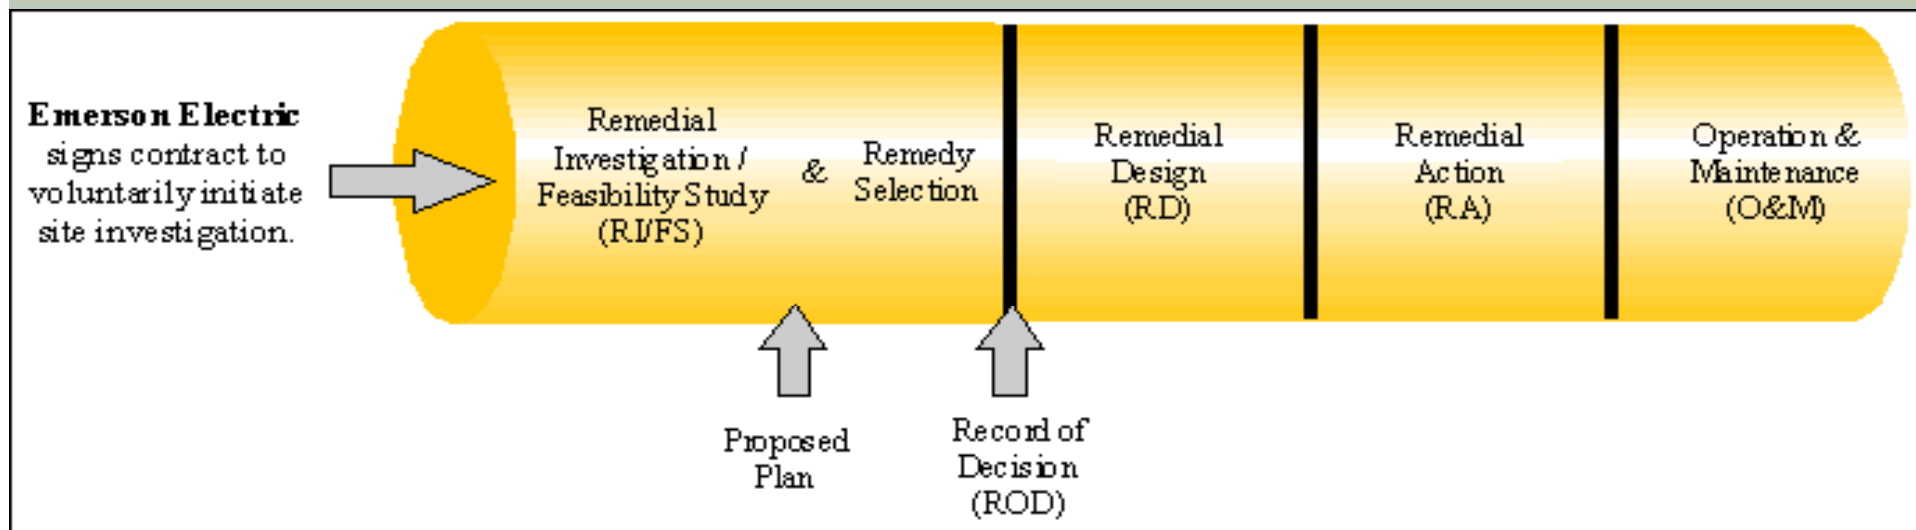 Emerson Electric
signs contract to
voluntarily initiate
site investigation.
Remedial
Investigation /
Feasibility Study
(RI/FS)
&
Remedy
Selection
Remedial
Design
(RD)
Remedial
Action
(RA)
Operation &
Maintenance
(O&M)
Proposed
Plan
Record of
Decision
(ROD)